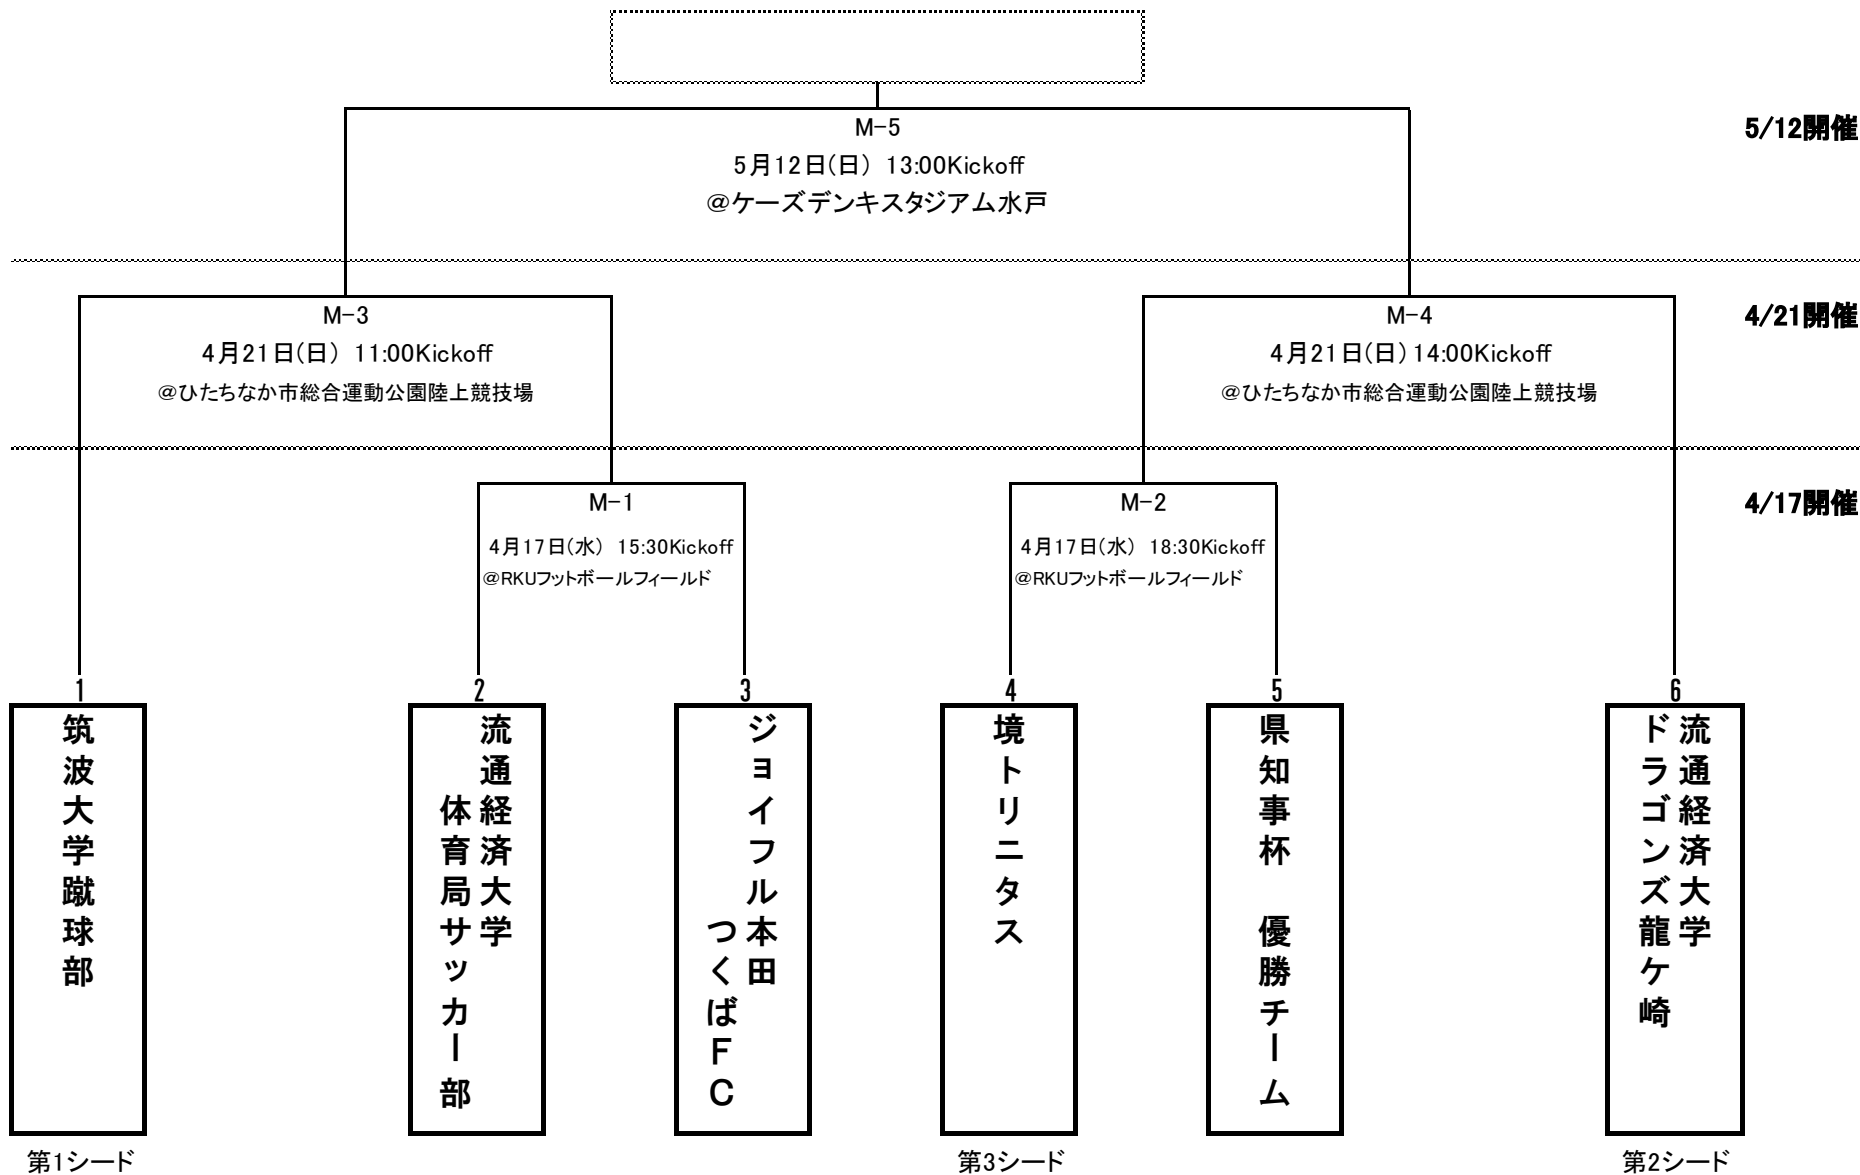 M-5
5/12開催
5月12日(日) 13:00Kickoff
@ケーズデンキスタジアム水戸
M-3
M-4
4/21開催
4月21日(日) 11:00Kickoff
4月21日(日) 14:00Kickoff
@ひたちなか市総合運動公園陸上競技場
@ひたちなか市総合運動公園陸上競技場
M-1
M-2
4/17開催
4月17日(水) 15:30Kickoff
4月17日(水) 18:30Kickoff
@RKUフットボールフィールド
@RKUフットボールフィールド
1
2
3
4
5
6
筑波大学蹴球部
流通経済大学
体育局サッカー部
ジョイフル本田
つくばFC
境トリニタス
県知事杯 優勝チーム
流通経済大学
ドラゴンズ龍ケ崎
第1シード
第3シード
第2シード